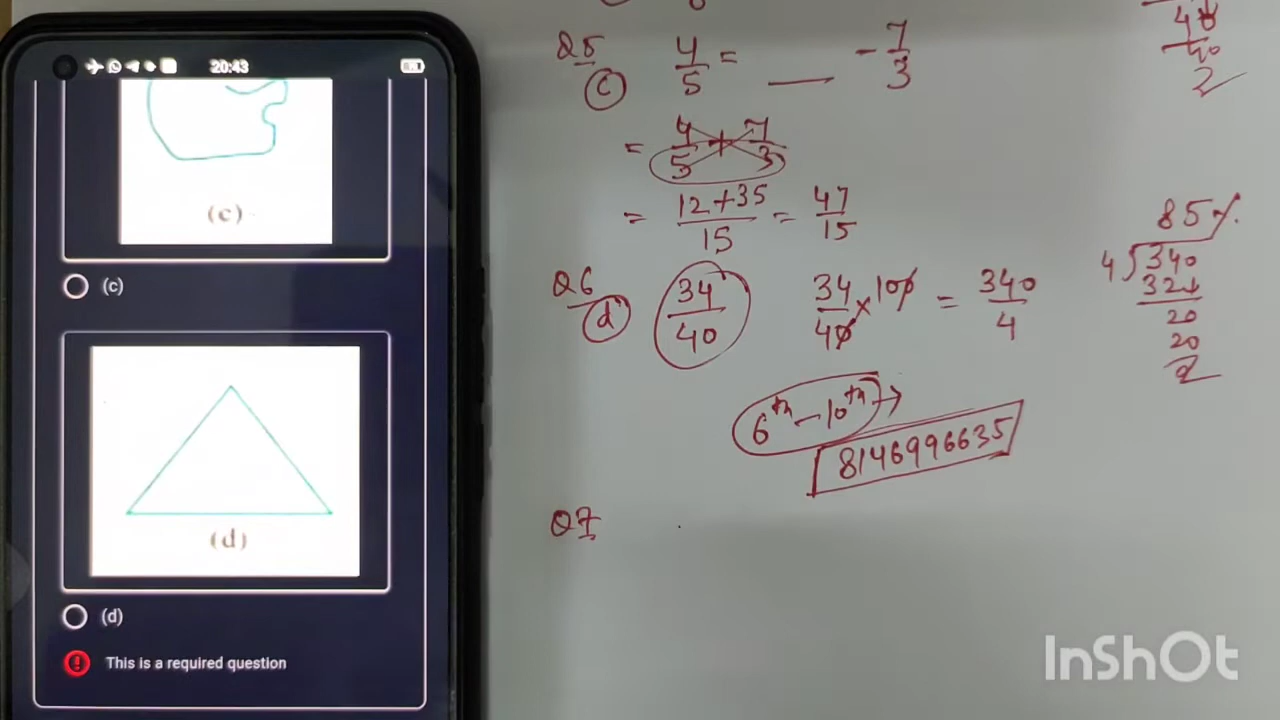 20:43
(c)
(c)
(d)
(d)
This is a required question
Q5
(c)
4/5 = ____ - 7/3
= 4/5 + 7/3
= 12+35/15 = 47/15
Q6
(d)
34/40
34/40 × 100 = 340/4
85%
4 340
32↓
20
20
6th - 10th →
8146996635
Q7
40
InShOt